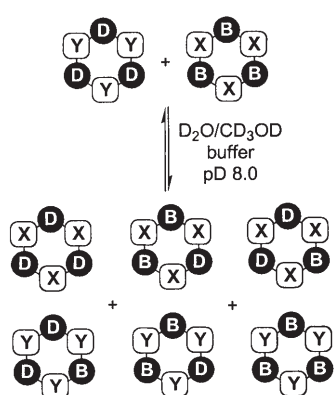 D B
Y Y X X
+
D D B B
Y X
D₂O/CD₃OD
buffer
pD 8.0
D B D
X X X X X X
D D B D D B
X X X
+ +
D B B
Y Y Y Y Y Y
D B B D B B
Y Y Y